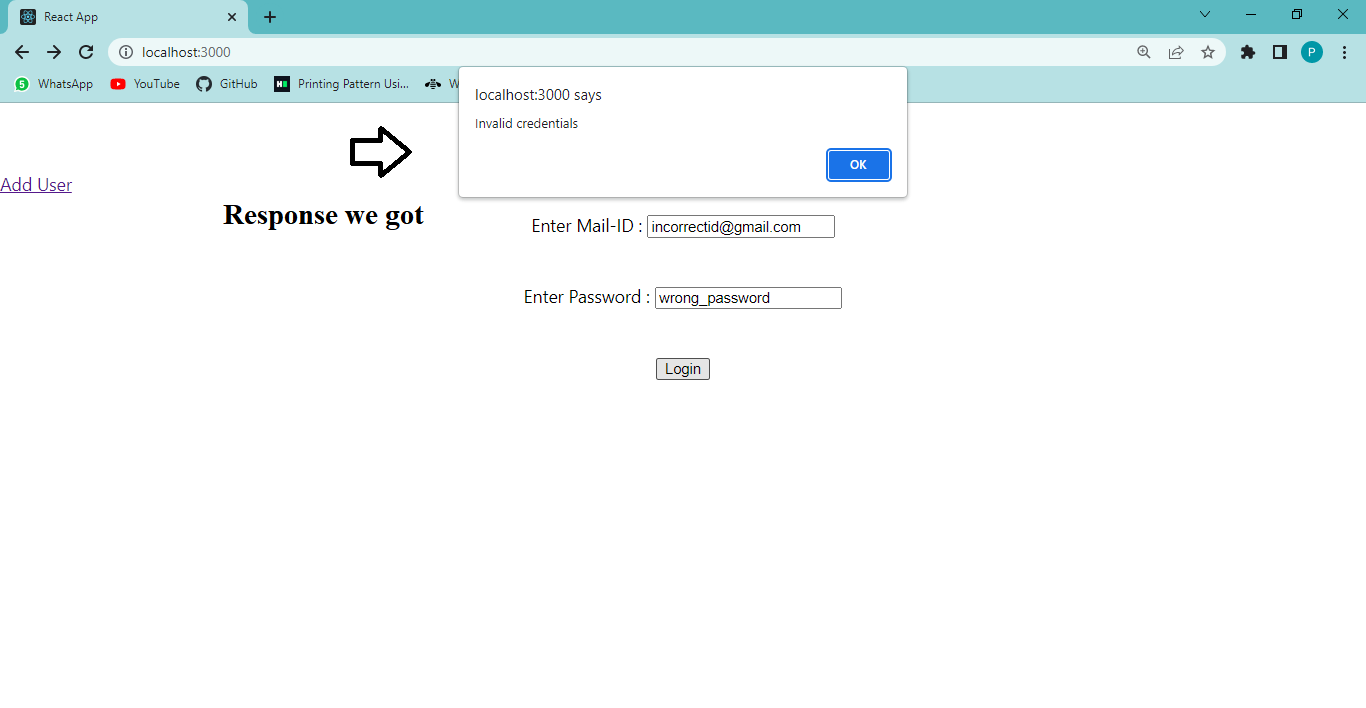 React App
localhost:3000
P
5 WhatsApp YouTube GitHub Printing Pattern Usi... W
localhost:3000 says
Invalid credentials
OK
Add User
Response we got
Enter Mail-ID : incorrectid@gmail.com
Enter Password : wrong_password
Login